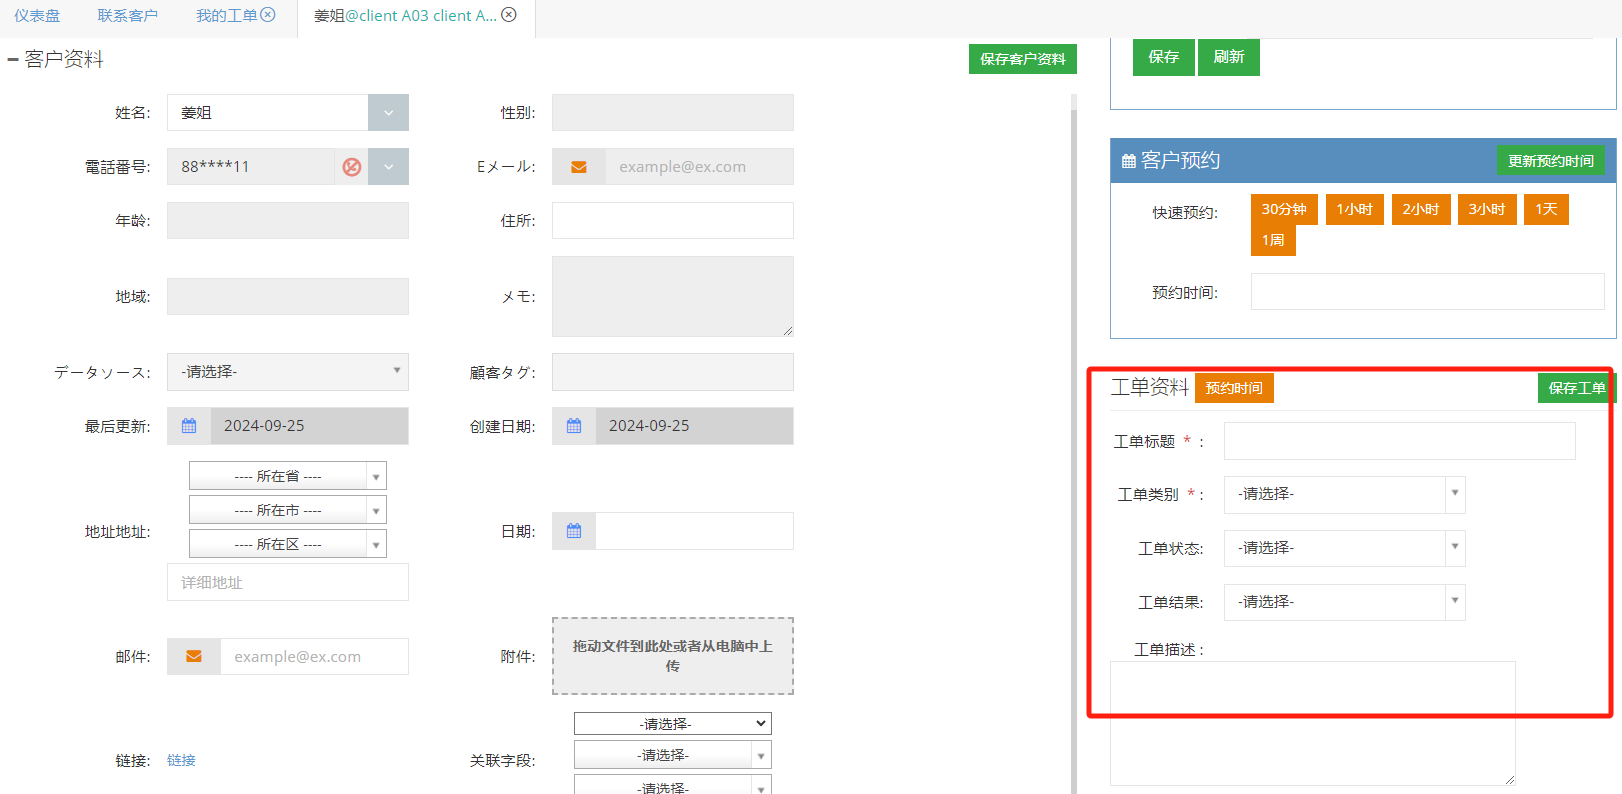 仪表盘
联系客户
我的工单
姜姐@client A03 client A...
客户资料
保存客户资料
姓名:
姜姐
性别:
電話番号:
88****11
Eメール:
example@ex.com
年龄:
住所:
地域:
メモ:
データソース:
-请选择-
顧客タグ:
最后更新:
2024-09-25
创建日期:
2024-09-25
地址地址:
---- 所在省 ----
---- 所在市 ----
---- 所在区 ----
详细地址
日期:
邮件:
example@ex.com
附件:
拖动文件到此处或者从电脑中上
传
链接:
链接
关联字段:
-请选择-
-请选择-
-请选择-
保存
刷新
客户预约
更新预约时间
快速预约:
30分钟
1小时
2小时
3小时
1天
1周
预约时间:
工单资料
预约时间
保存工单
工单标题 * :
工单类别 * :
-请选择-
工单状态:
-请选择-
工单结果:
-请选择-
工单描述 :